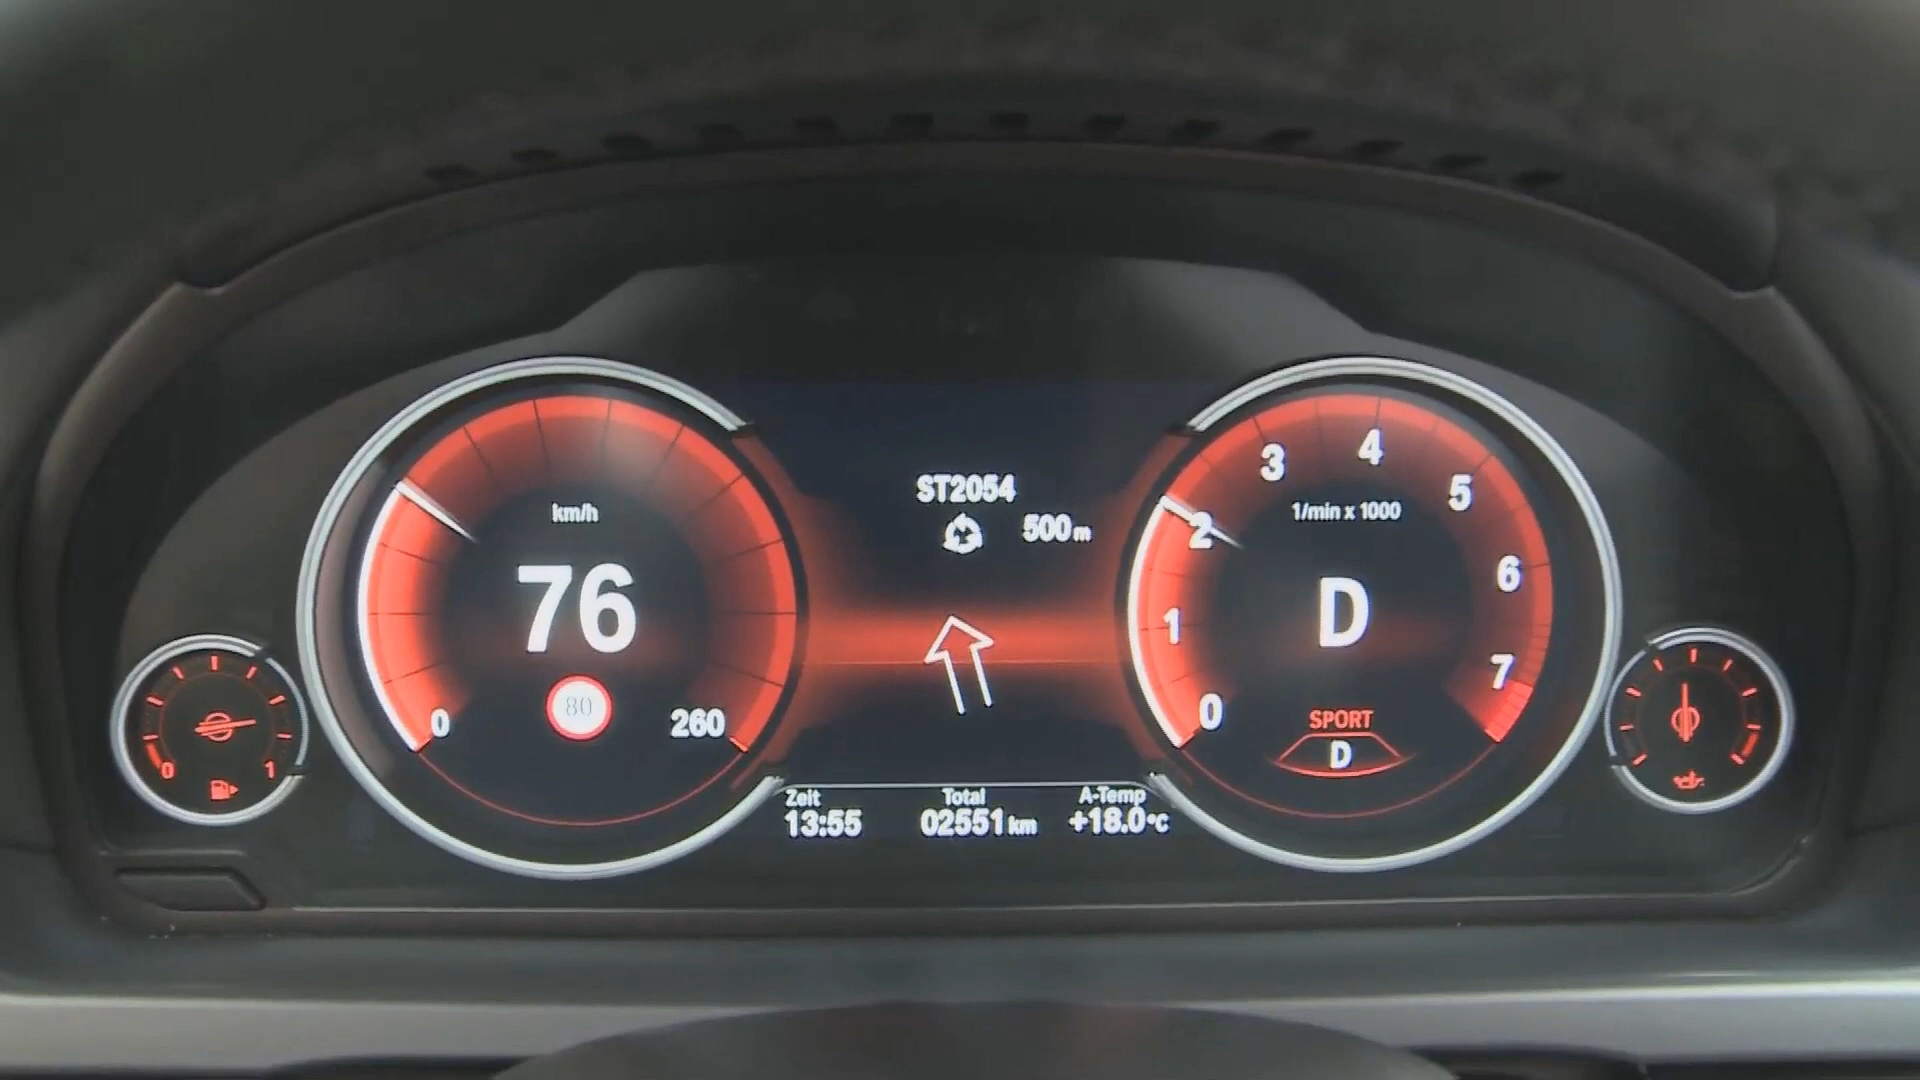 km/h
76
80
0
260
ST2054
500 m
0
1
2
3
4
5
6
7
1/min x 1000
D
SPORT
D
0
1
Zeit
13:55
Total
02551 km
A-Temp
+18.0°C